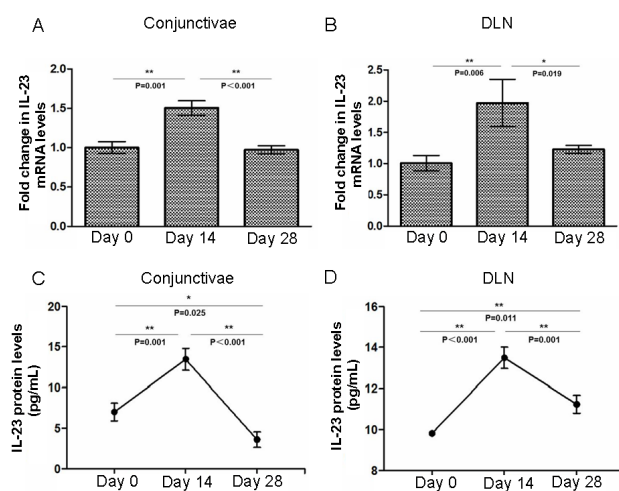 A
Conjunctivae
Fold change in IL-23
mRNA levels
2.0
1.5
1.0
0.5
0.0
**
P=0.001
**
P<0.001
Day 0
Day 14
Day 28
B
DLN
Fold change in IL-23
mRNA levels
2.5
2.0
1.5
1.0
0.5
0.0
**
P=0.006
*
P=0.019
Day 0
Day 14
Day 28
C
Conjunctivae
IL-23 protein levels
(pg/mL)
20
15
10
5
0
*
P=0.025
**
P=0.001
**
P<0.001
Day 0
Day 14
Day 28
D
DLN
IL-23 protein levels
(pg/mL)
16
14
12
10
8
**
P=0.011
**
P<0.001
**
P=0.001
Day 0
Day 14
Day 28